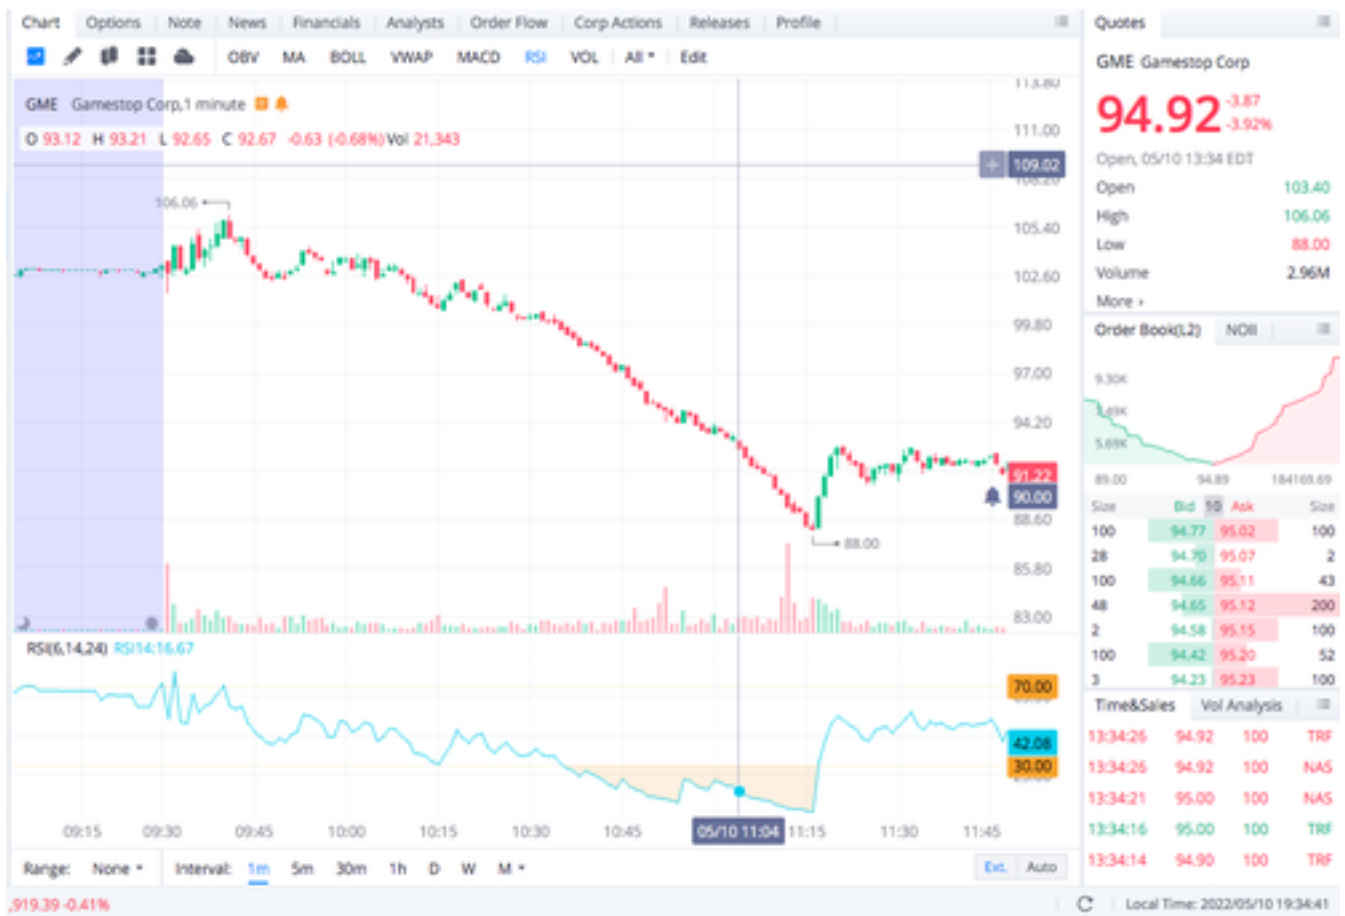 Chart Options Note News Financials Analysts Order Flow Corp Actions Releases Profile
OBV MA BOLL VWAP MACD RSI VOL All Edit
GME Gamestop Corp,1 minute
O 93.12 H 93.21 L 92.65 C 92.67 -0.63 (-0.68%) Vol 21,343
113.80
111.00
109.02
108.20
105.40
102.60
99.80
97.00
94.20
91.22
90.00
88.60
85.80
83.00
106.06
88.00
RSI(6,14,24) RSI14:16.67
70.00
42.08
30.00
09:15 09:30 09:45 10:00 10:15 10:30 10:45 05/10 11:04 11:15 11:30 11:45
Range: None Interval: 1m 5m 30m 1h D W M Ext. Auto
Quotes
GME Gamestop Corp
94.92 -3.87
-3.92%
Open, 05/10 13:34 EDT
Open 103.40
High 106.06
Low 88.00
Volume 2.96M
More ›
Order Book(L2) NOII
9.30K
5.69K
89.00 94.89 184169.69
Size Bid 10 Ask Size
100 94.77 95.02 100
28 94.70 95.07 2
100 94.66 95.11 43
48 94.65 95.12 200
2 94.58 95.15 100
100 94.42 95.20 52
3 94.23 95.23 100
Time&Sales Vol Analysis
13:34:26 94.92 100 TRF
13:34:26 94.92 100 NAS
13:34:21 95.00 100 NAS
13:34:16 95.00 100 TRF
13:34:14 94.90 100 TRF
,919.39 -0.41%
Local Time: 2022/05/10 19:34:41